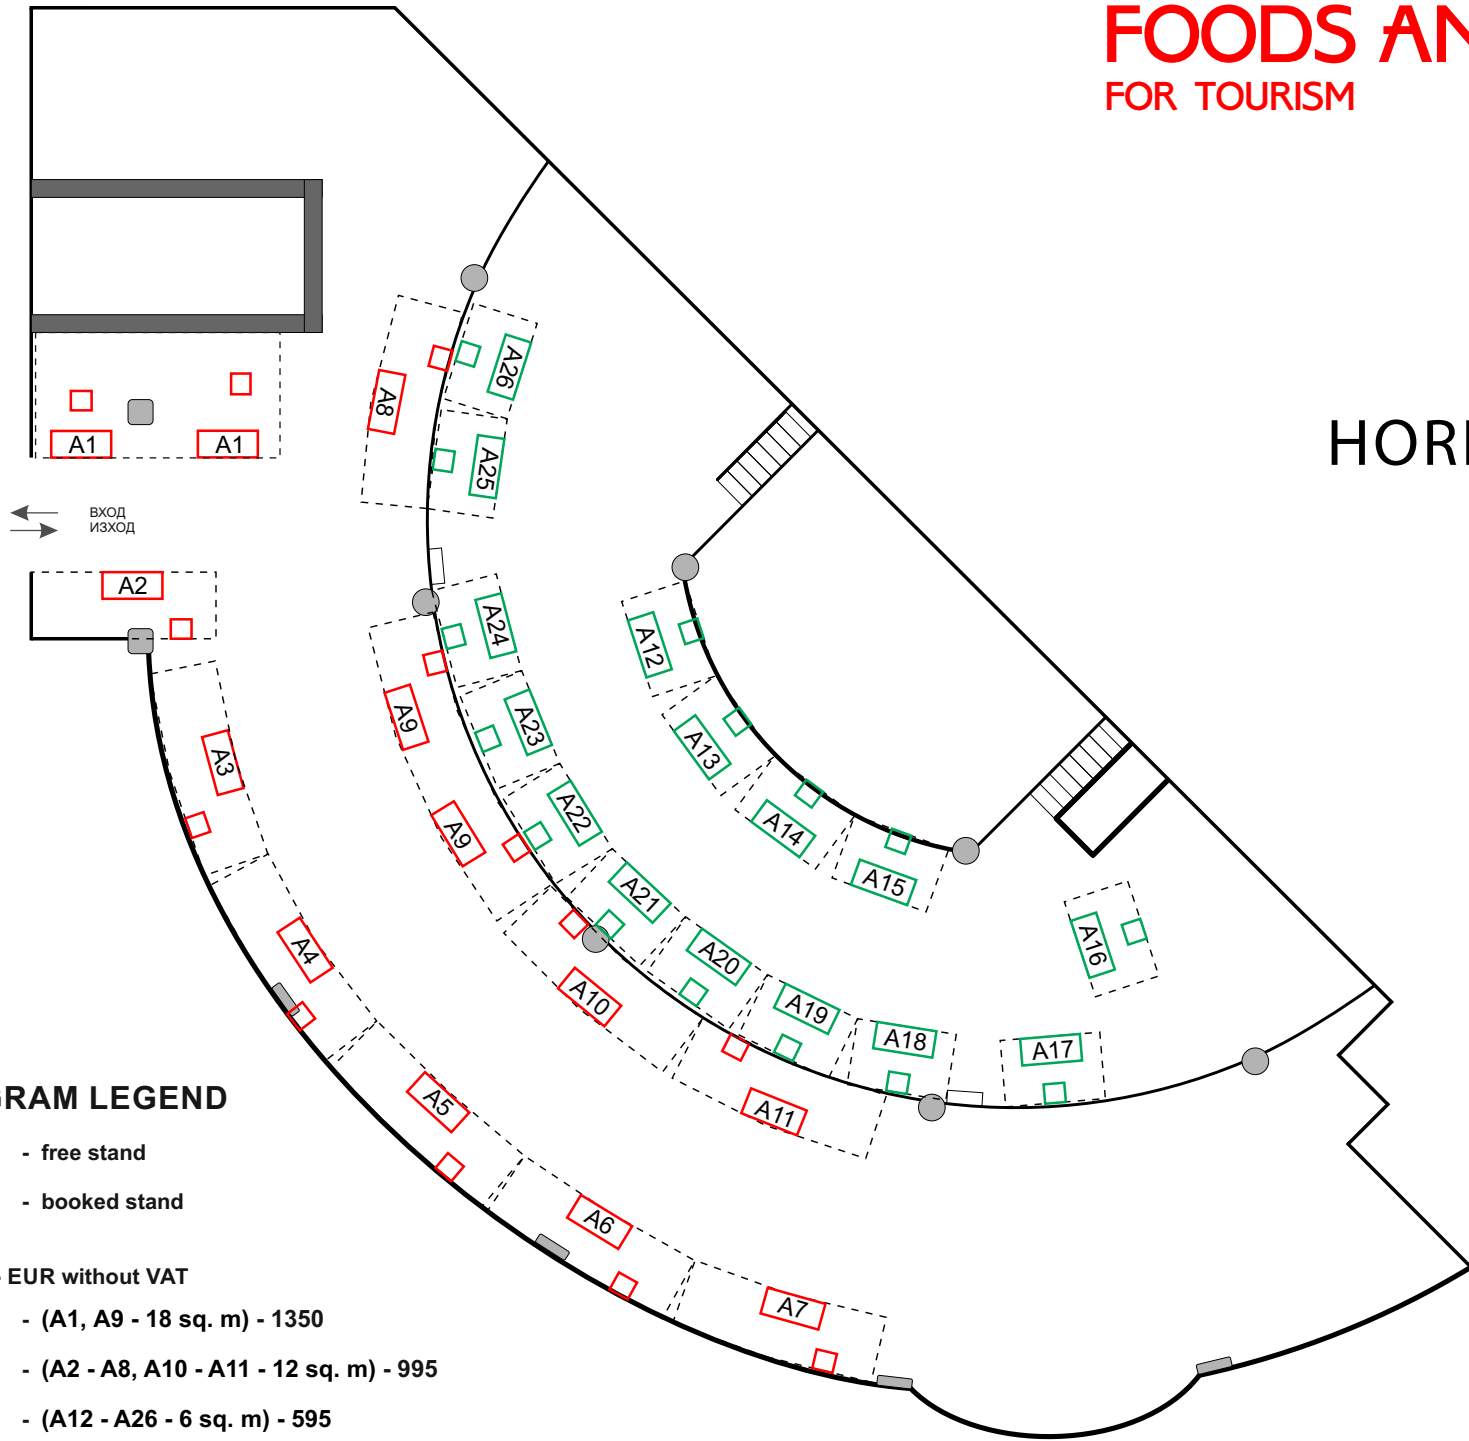 FOODS AN
FOR TOURISM
HORE
A26
A8
A25
A1
A1
ВХОД
ИЗХОД
A2
A24
A12
A9
A23
A13
A3
A22
A9
A14
A21
A15
A4
A20
A16
A10
A19
A18
A17
A5
A11
A6
A7
GRAM LEGEND
- free stand
- booked stand
- EUR without VAT
- (A1, A9 - 18 sq. m) - 1350
- (A2 - A8, A10 - A11 - 12 sq. m) - 995
- (A12 - A26 - 6 sq. m) - 595